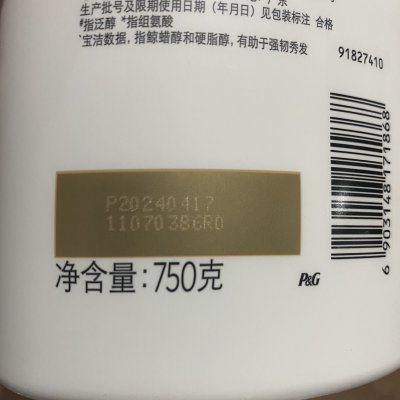 生产批号及限期使用日期（年月日）见包装标注 合格
#指泛醇 *指组氨酸
^宝洁数据，指鲸蜡醇和硬脂醇，有助于强韧秀发
91827410
P20240417
11070386R0
净含量:750克
P&G
6 903148 171868